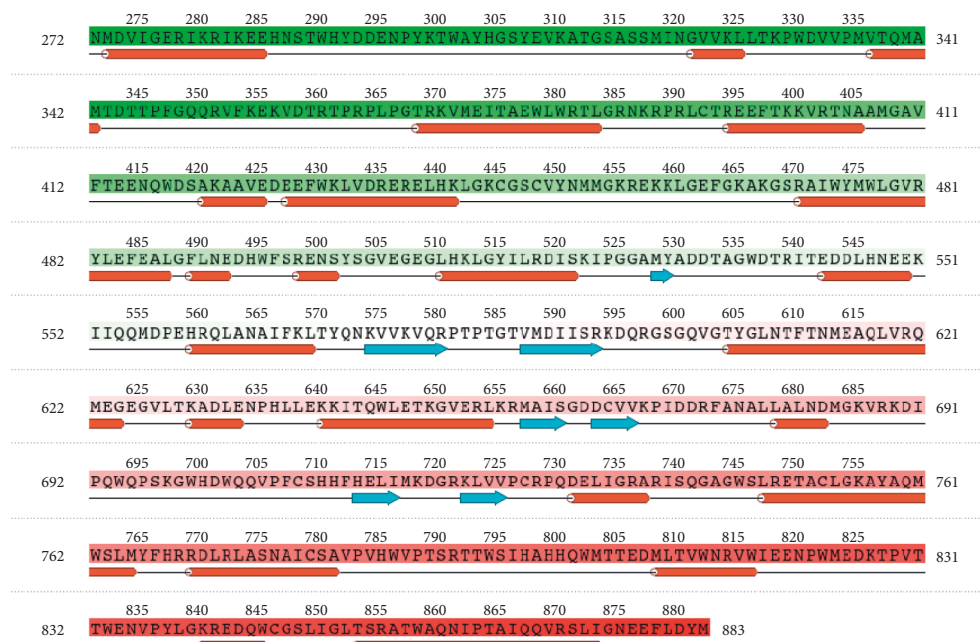 275 280 285 290 295 300 305 310 315 320 325 330 335
272 NMDVIGERIKRIKEEHNSTWHYDDENPYKTWAYHGSYEVKATGSASSMINGVVKLLTKPWDVVPMVTQMA 341
345 350 355 360 365 370 375 380 385 390 395 400 405
342 MTDTTPFGQQRVFKEKVDTRTPRPLPGTRKVMEITAEWLWRTLGRNKRPRLCTREEFTKKVRTNAAMGAV 411
415 420 425 430 435 440 445 450 455 460 465 470 475
412 FTEENQWDSAKAAVEDEEFWKLVDRERELHKLGKCGSCVYNMMGKREKKLGEFGKAKGSRAIWYMWLGVR 481
485 490 495 500 505 510 515 520 525 530 535 540 545
482 YLEFEALGFLNEDHWFSRENSYSGVEGEGLHKLGYILRDISKIPGGAMYADDTAGWDTRITEDDLHNEEK 551
555 560 565 570 575 580 585 590 595 600 605 610 615
552 IIQQMDPEHRQLANAIFKLTYQNKVVKVQRPTPTGTVMDIISRKDQRGSGQVGTYGLNTFTNMEAQLVRQ 621
625 630 635 640 645 650 655 660 665 670 675 680 685
622 MEGEGVLTKADLENPHLLEKKITQWLETKGVERLKRMAISGDDCVVKPIDDRFANALLALNDMGKVRKDI 691
695 700 705 710 715 720 725 730 735 740 745 750 755
692 PQWQPSKGWHDWQQVPFCSHHFHELIMKDGRKLVVPCRPQDELIGRARISQGAGWSLRETACLGKAYAQM 761
765 770 775 780 785 790 795 800 805 810 815 820 825
762 WSLMYFHRRDLRLASNAICSAVPVHWVPTSRTTWSIHAHHQWMTTEDMLTVWNRVWIEENPWMEDKTPVT 831
835 840 845 850 855 860 865 870 875 880
832 TWENVPYLGKREDQWCGSLIGLTSRATWAQNIPTAIQQVRSLIGNEEFLDYM 883